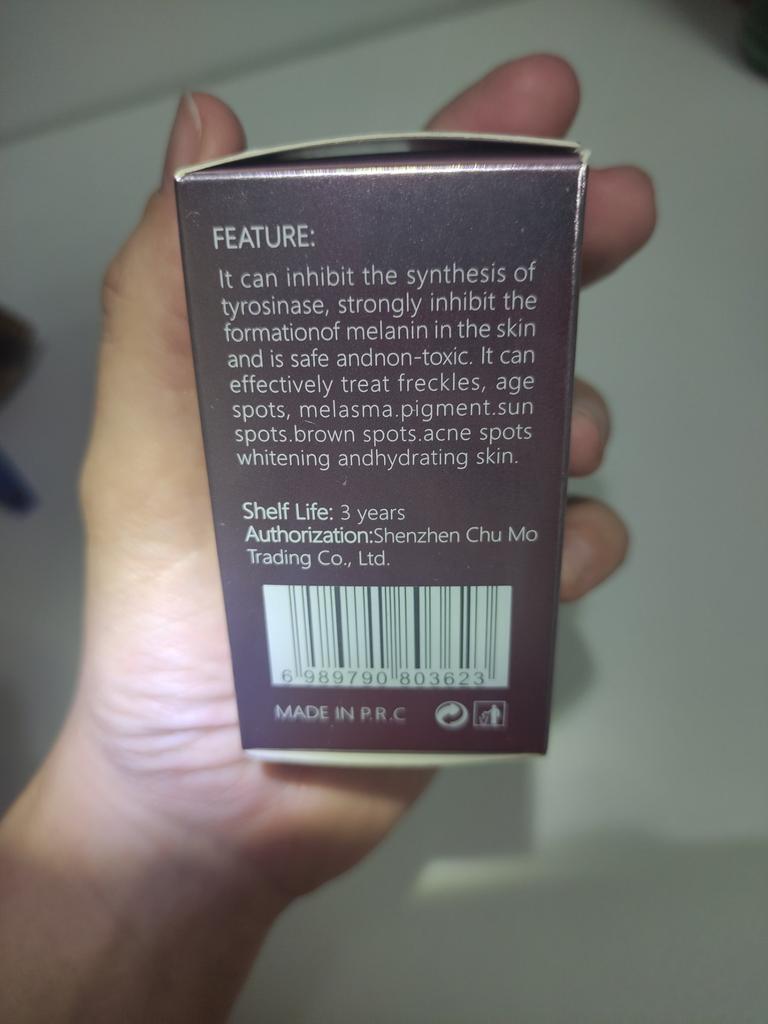 FEATURE:
It can inhibit the synthesis of
tyrosinase, strongly inhibit the
formationof melanin in the skin
and is safe andnon-toxic. It can
effectively treat freckles, age
spots, melasma.pigment.sun
spots.brown spots.acne spots
whitening andhydrating skin.
Shelf Life: 3 years
Authorization:Shenzhen Chu Mo
Trading Co., Ltd.
6 989790 803623
MADE IN P.R.C